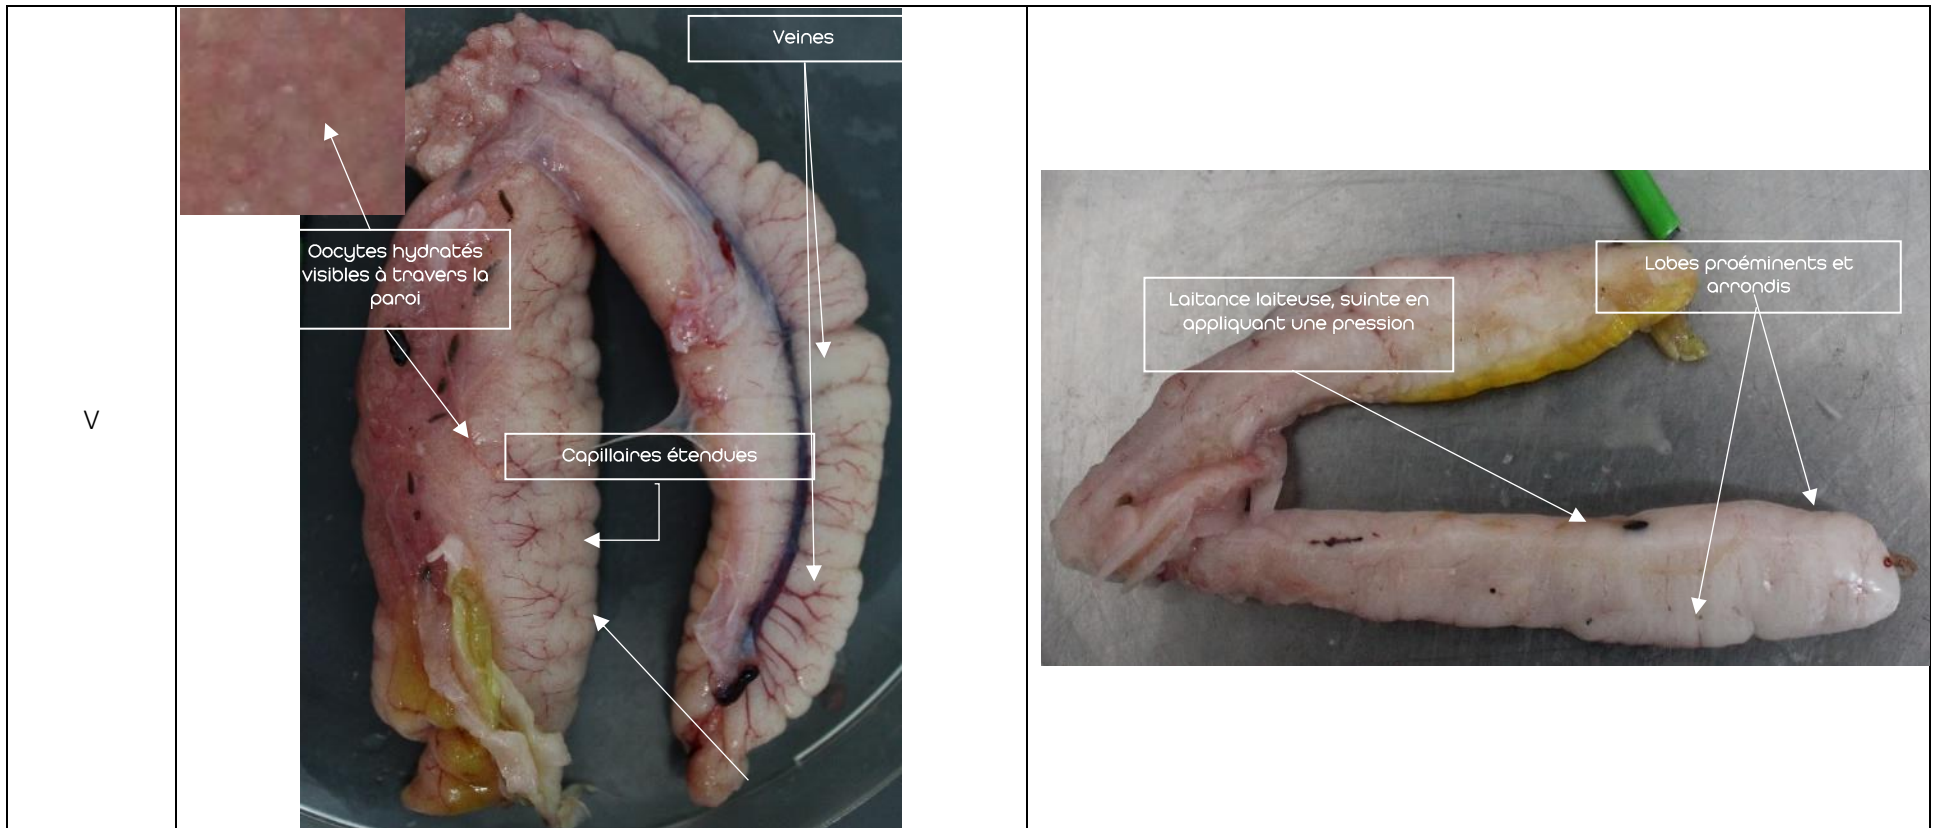 V
Veines
Oocytes hydratés
visibles à travers la
paroi
Capillaires étendues
Laitance laiteuse, suinte en
appliquant une pression
Lobes proéminents et
arrondis